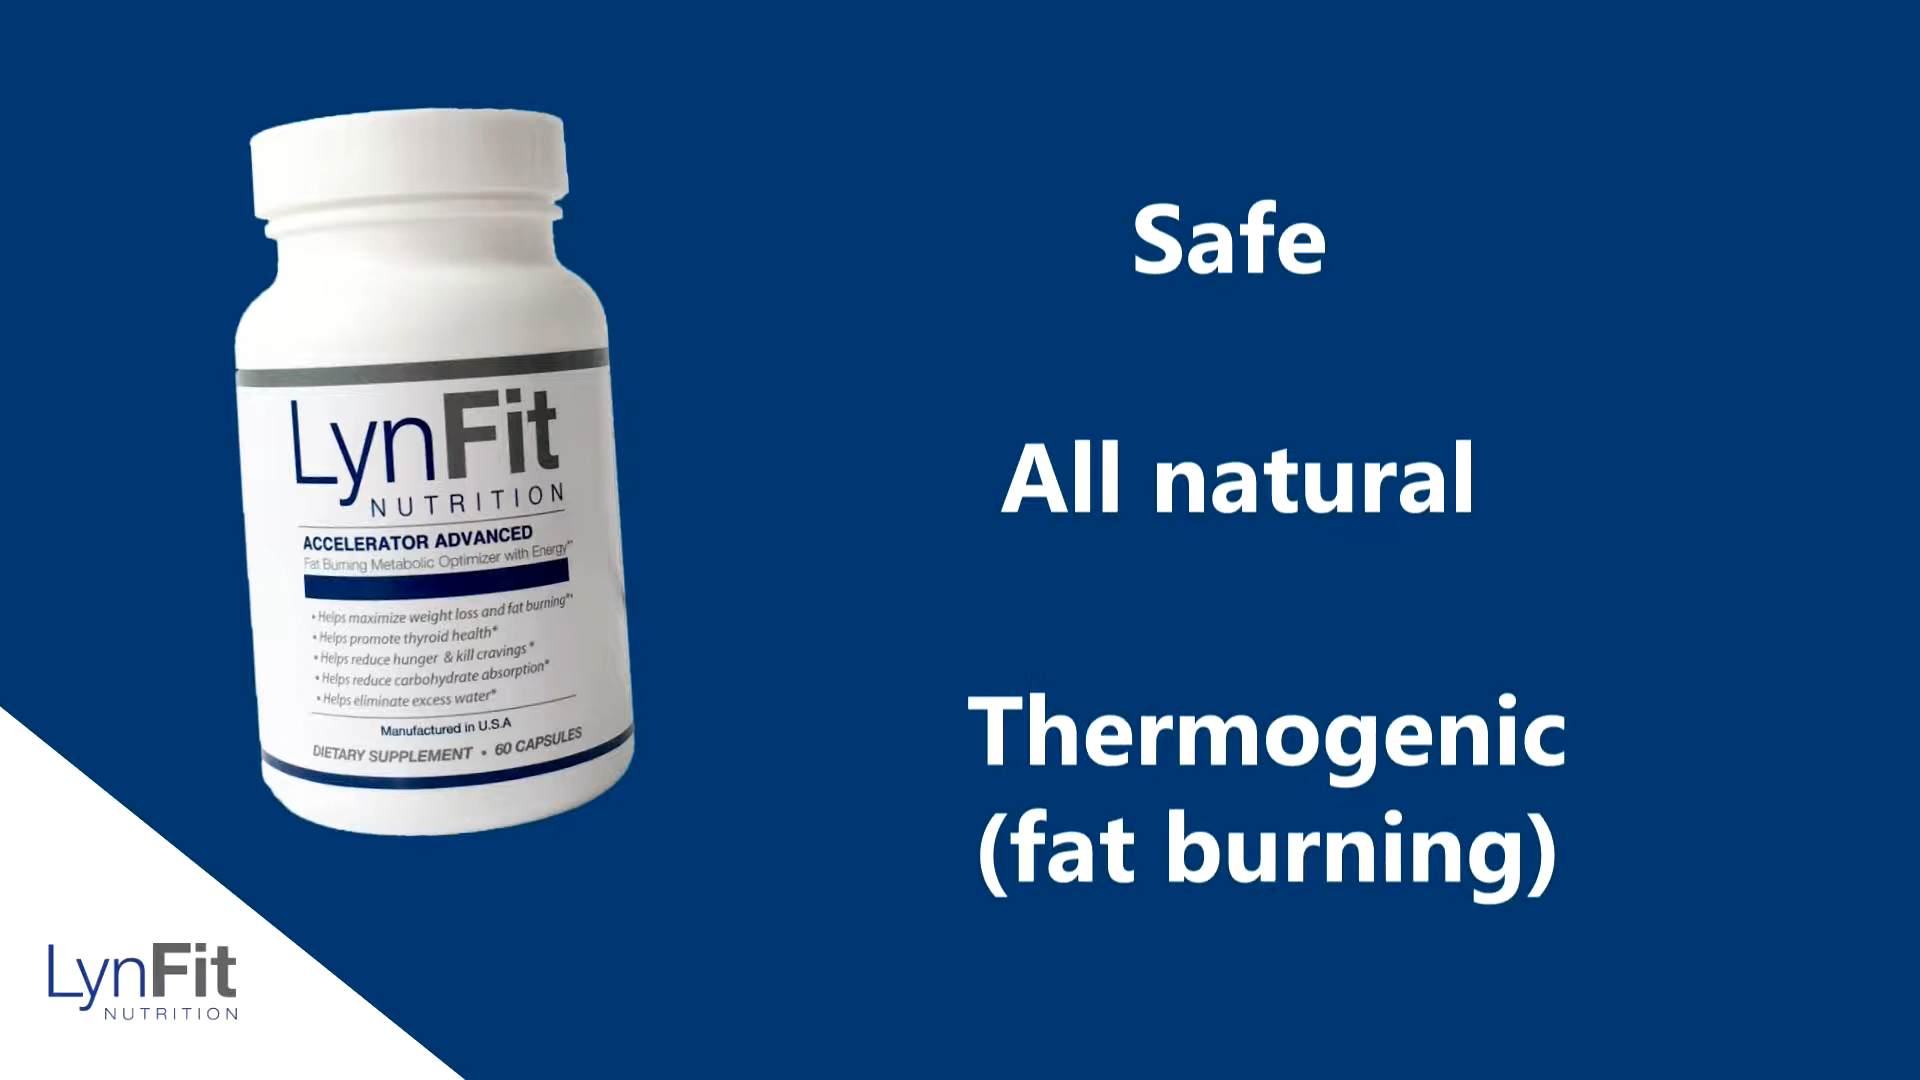 Safe
All natural
Thermogenic
(fat burning)
LynFit
NUTRITION
ACCELERATOR ADVANCED
Fat Burning Metabolic Optimizer with Energy**
• Helps maximize weight loss and fat burning**
• Helps promote thyroid health*
• Helps reduce hunger & kill cravings*
• Helps reduce carbohydrate absorption*
• Helps eliminate excess water*
Manufactured in U.S.A
DIETARY SUPPLEMENT • 60 CAPSULES
LynFit
NUTRITION